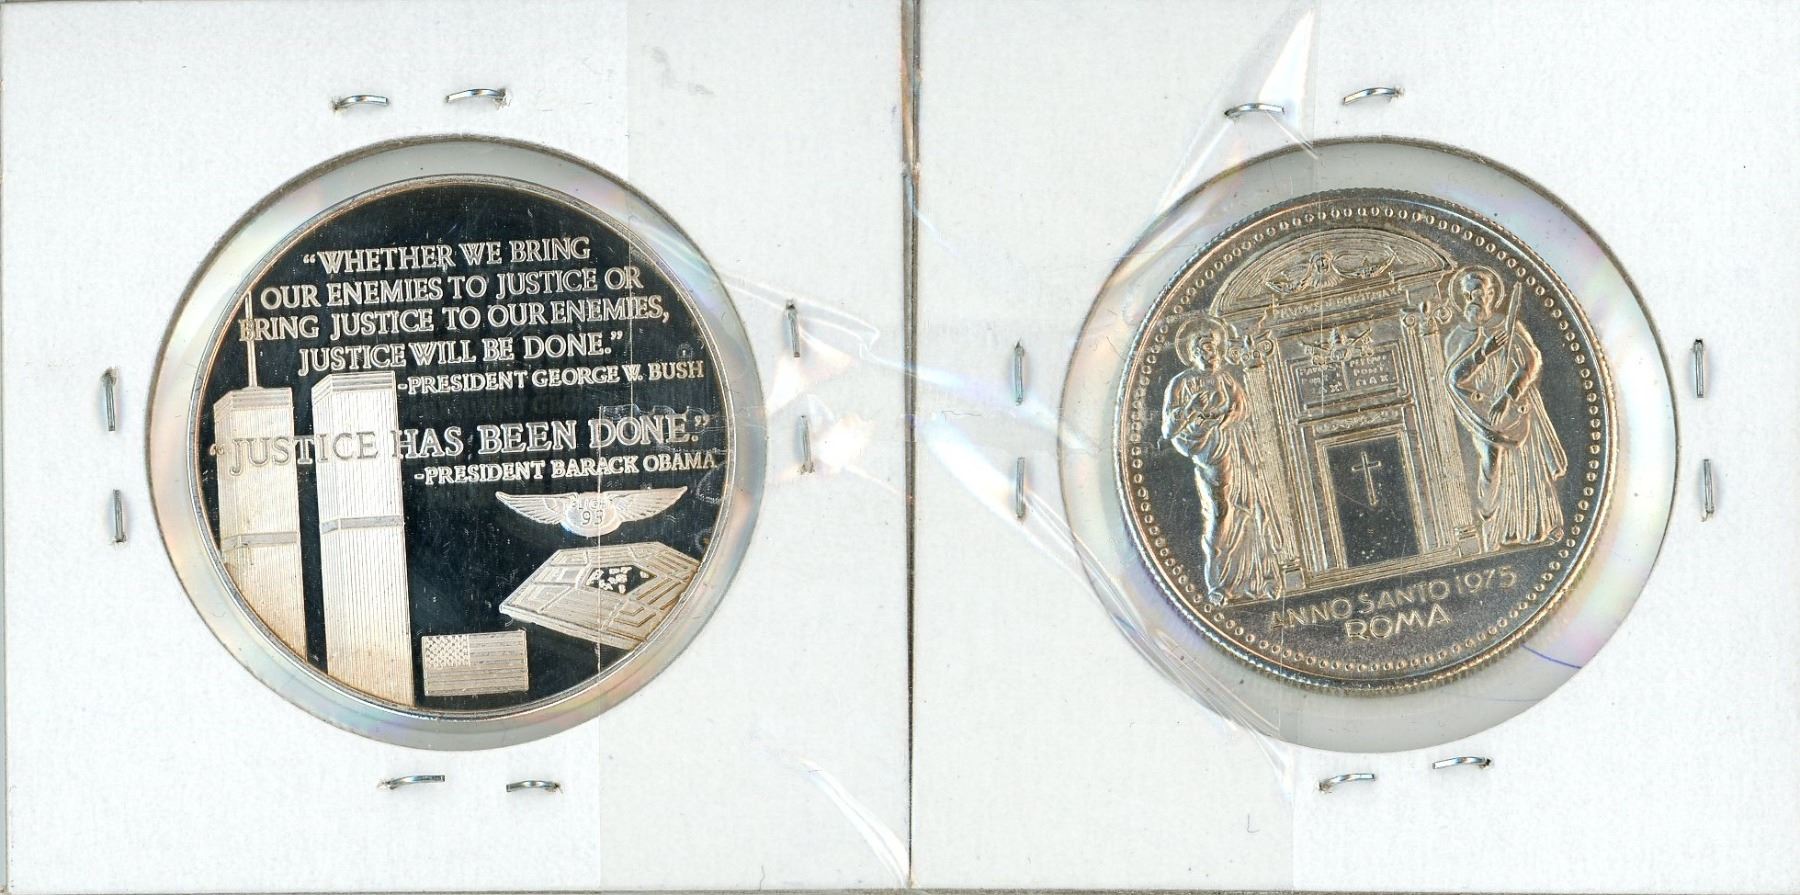 “WHETHER WE BRING
OUR ENEMIES TO JUSTICE OR
BRING JUSTICE TO OUR ENEMIES,
JUSTICE WILL BE DONE.”
-PRESIDENT GEORGE W. BUSH
“JUSTICE HAS BEEN DONE.”
-PRESIDENT BARACK OBAMA
93
ANNO SANTO 1975
ROMA